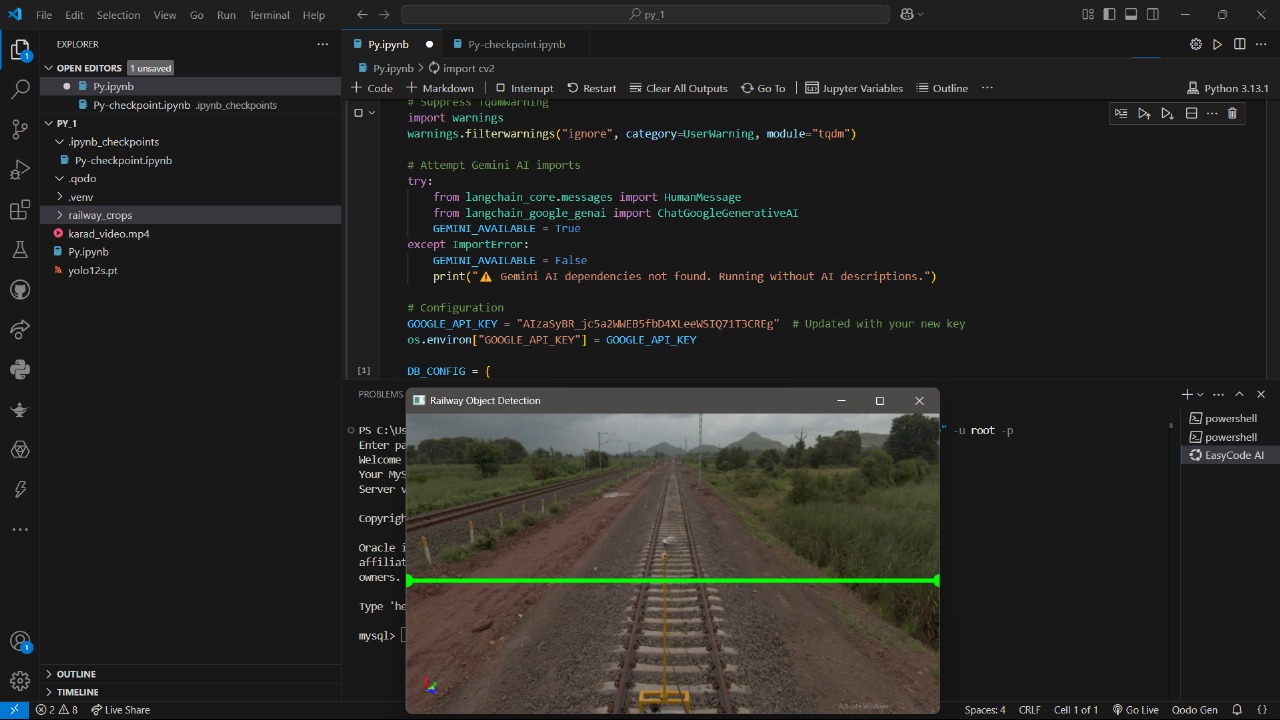 File Edit Selection View Go Run Terminal Help
py_1
EXPLORER
OPEN EDITORS 1 unsaved
Py.ipynb
Py-checkpoint.ipynb .ipynb_checkpoints
PY_1
.ipynb_checkpoints
Py-checkpoint.ipynb
.qodo
.venv
railway_crops
karad_video.mp4
Py.ipynb
yolo12s.pt
OUTLINE
TIMELINE
Py.ipynb Py-checkpoint.ipynb
Py.ipynb > import cv2
Code Markdown Interrupt Restart Clear All Outputs Go To Jupyter Variables Outline Python 3.13.1
# Suppress TqdmWarning
import warnings
warnings.filterwarnings("ignore", category=UserWarning, module="tqdm")
# Attempt Gemini AI imports
try:
from langchain_core.messages import HumanMessage
from langchain_google_genai import ChatGoogleGenerativeAI
GEMINI_AVAILABLE = True
except ImportError:
GEMINI_AVAILABLE = False
print("⚠️ Gemini AI dependencies not found. Running without AI descriptions.")
# Configuration
GOOGLE_API_KEY = "AIzaSyBR_jc5a2WWEB5fbD4XLeeWSIQ71T3CREg" # Updated with your new key
os.environ["GOOGLE_API_KEY"] = GOOGLE_API_KEY
[1]
DB_CONFIG = {
PROBLEMS
Railway Object Detection
PS C:\Us
" -u root -p
Enter pa
Welcome
Your MyS
Server v
Copyrigh
Oracle i
affiliat
owners.
Type 'he
mysql>
powershell
powershell
EasyCode AI
Activate Windows
2 8 Live Share
Spaces: 4 CRLF Cell 1 of 1 Go Live Qodo Gen